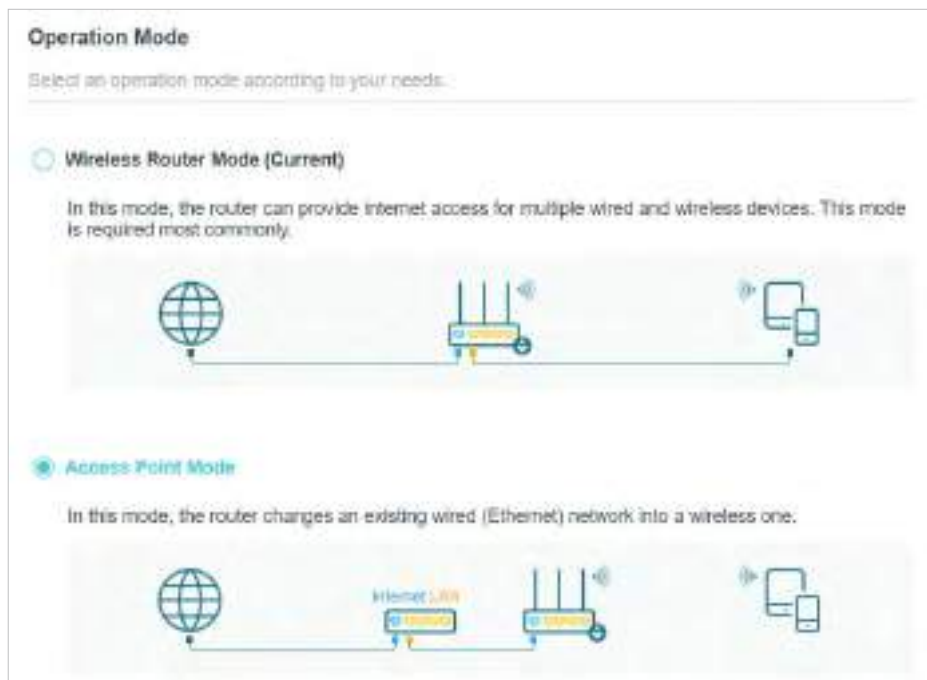 Operation Mode
Select an operation mode according to your needs.
Wireless Router Mode (Current)
In this mode, the router can provide internet access for multiple wired and wireless devices. This mode
is required most commonly.
Access Point Mode
In this mode, the router changes an existing wired (Ethernet) network into a wireless one.
Internet LAN